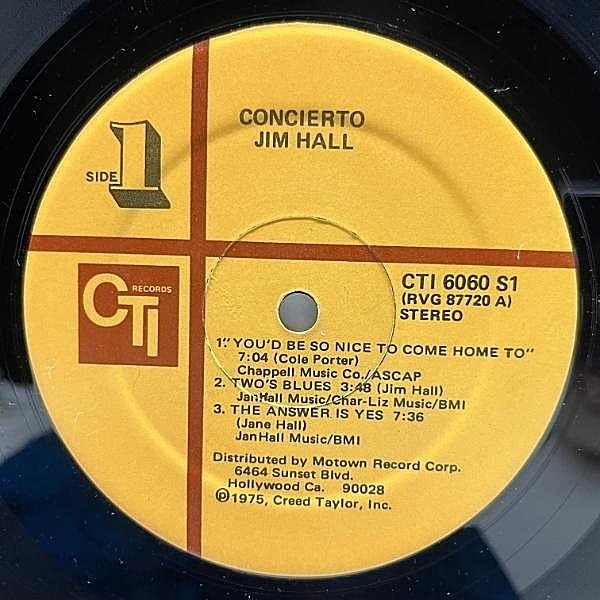 CONCIERTO
JIM HALL
SIDE 1
CTI RECORDS
CTI 6060 S1
(RVG 87720 A)
STEREO
1. "YOU'D BE SO NICE TO COME HOME TO"
7:04 (Cole Porter)
Chappell Music Co./ASCAP
2. TWO'S BLUES 3:48 (Jim Hall)
JanHall Music/Char-Liz Music/BMI
3. THE ANSWER IS YES 7:36
(Jane Hall)
JanHall Music/BMI
Distributed by Motown Record Corp.
6464 Sunset Blvd.
Hollywood Ca. 90028
Ⓟ1975, Creed Taylor, Inc.